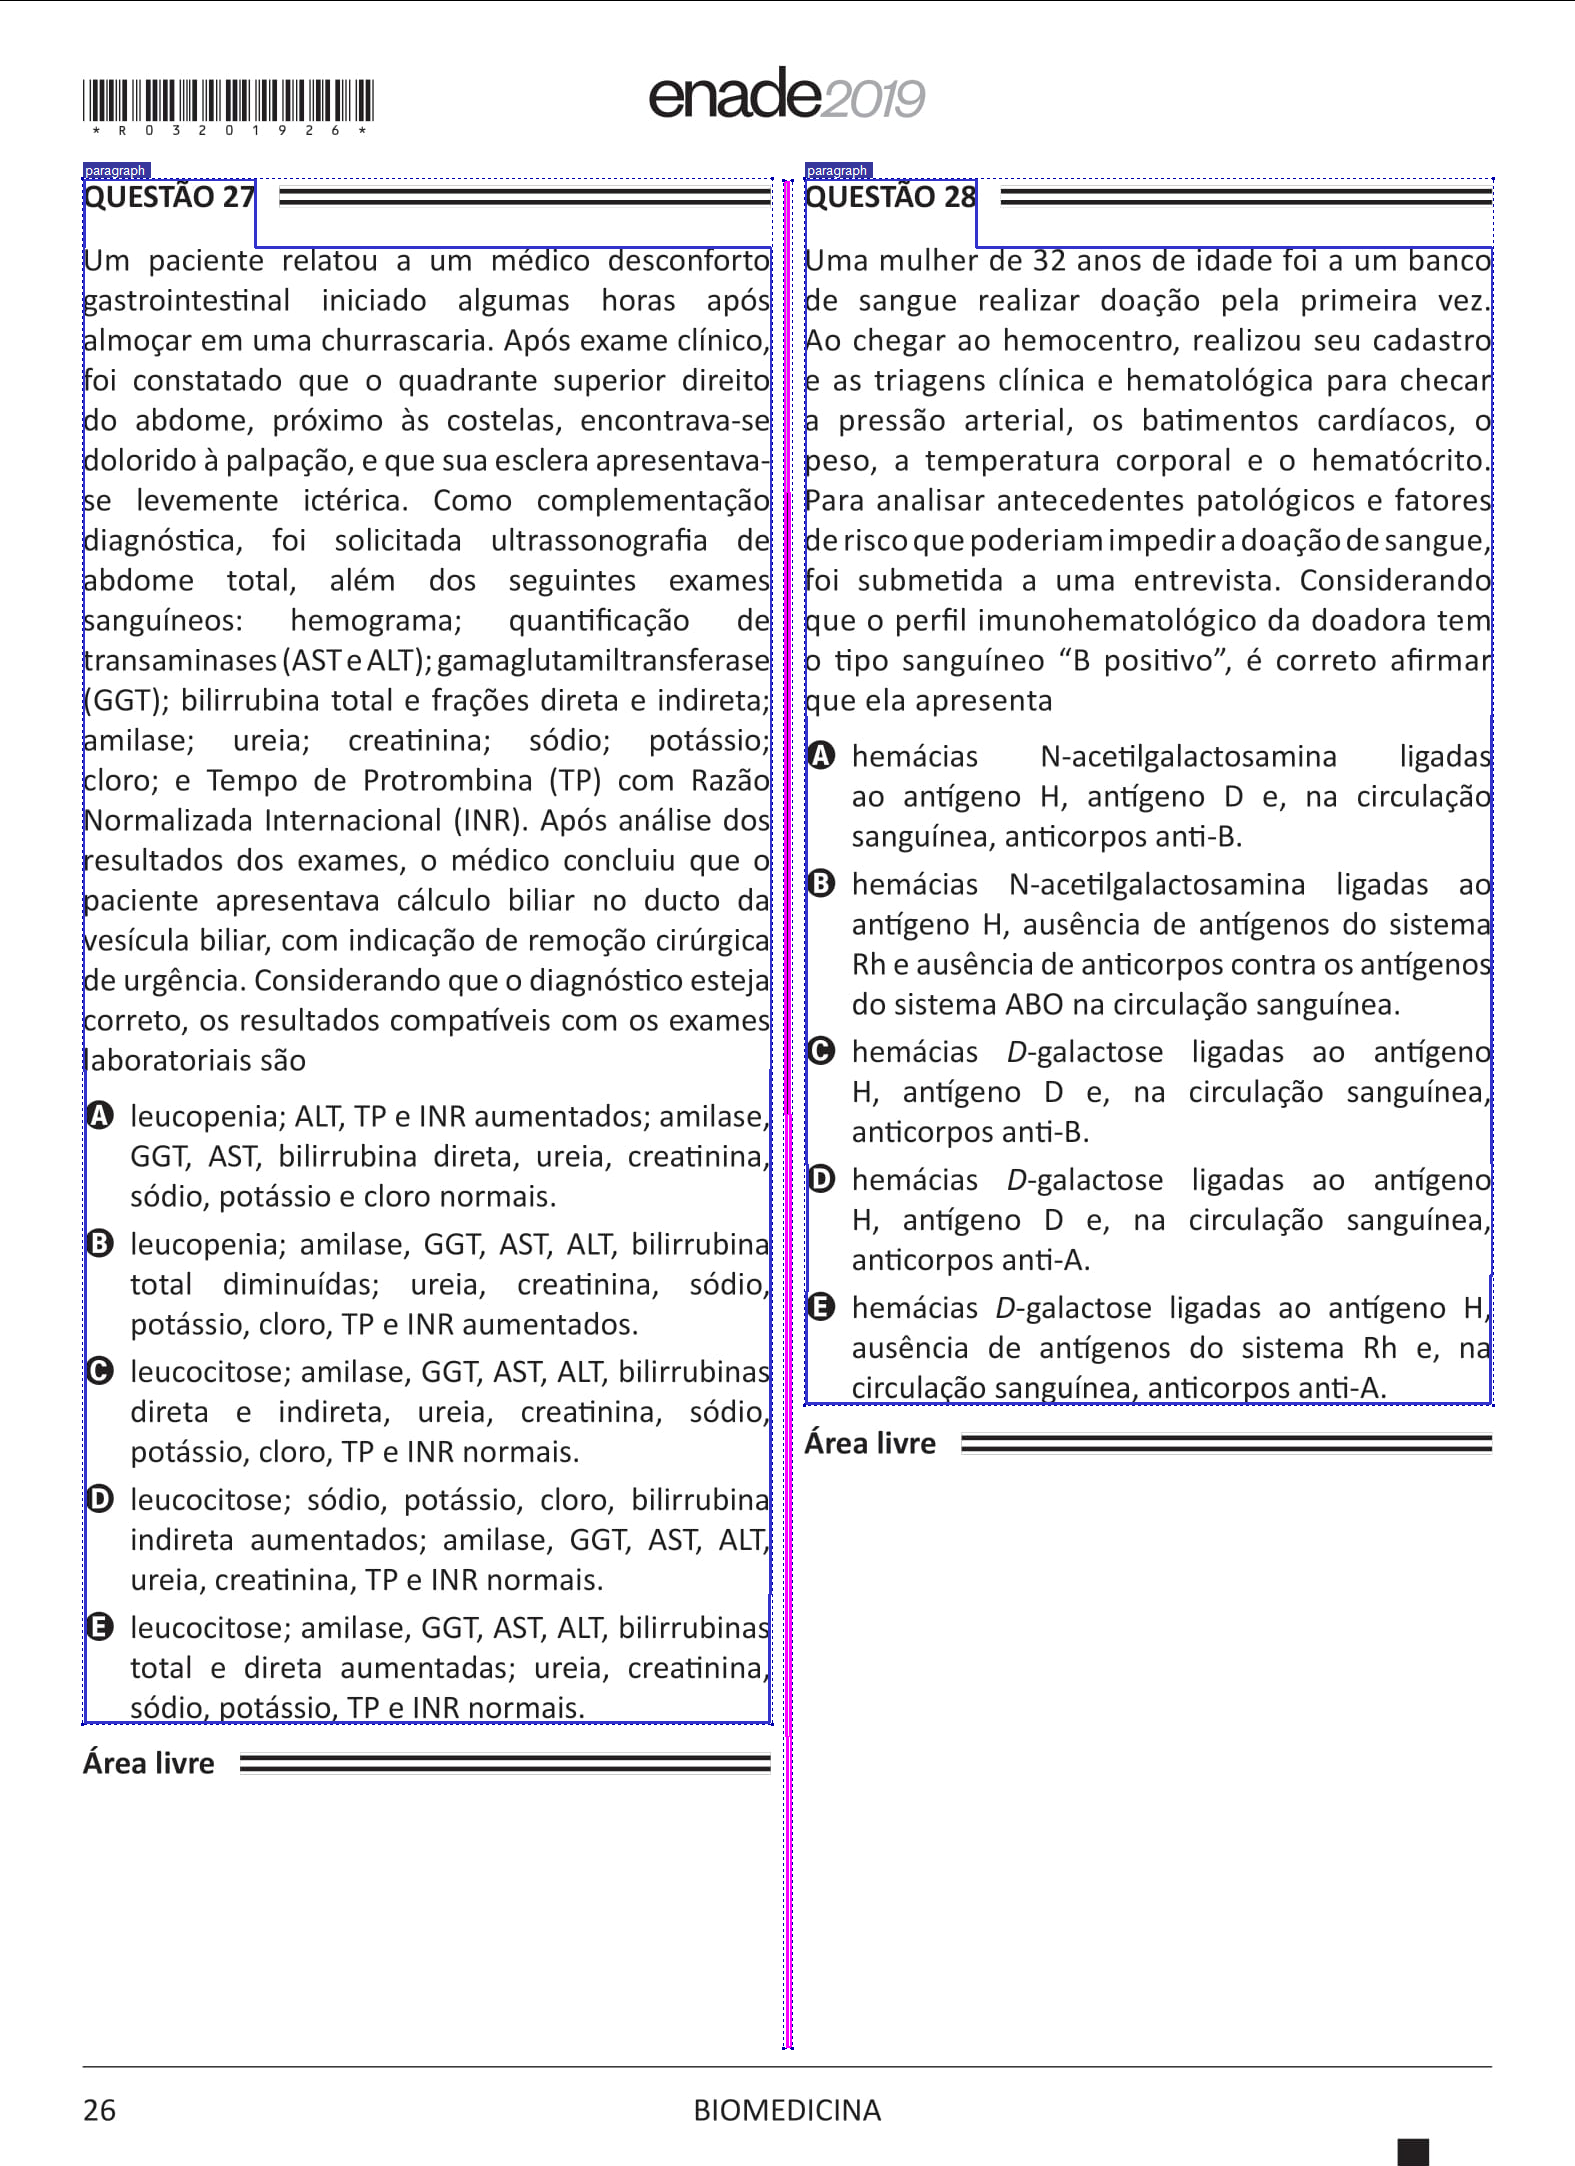 *R03201926*
enade2019
paragraph
QUESTÃO 27
Um paciente relatou a um médico desconforto
gastrointestinal iniciado algumas horas após
almoçar em uma churrascaria. Após exame clínico,
foi constatado que o quadrante superior direito
do abdome, próximo às costelas, encontrava-se
dolorido à palpação, e que sua esclera apresentava-
se levemente ictérica. Como complementação
diagnóstica, foi solicitada ultrassonografia de
abdome total, além dos seguintes exames
sanguíneos: hemograma; quantificação de
transaminases (AST e ALT); gamaglutamiltransferase
(GGT); bilirrubina total e frações direta e indireta;
amilase; ureia; creatinina; sódio; potássio;
cloro; e Tempo de Protrombina (TP) com Razão
Normalizada Internacional (INR). Após análise dos
resultados dos exames, o médico concluiu que o
paciente apresentava cálculo biliar no ducto da
vesícula biliar, com indicação de remoção cirúrgica
de urgência. Considerando que o diagnóstico esteja
correto, os resultados compatíveis com os exames
laboratoriais são
A leucopenia; ALT, TP e INR aumentados; amilase,
GGT, AST, bilirrubina direta, ureia, creatinina,
sódio, potássio e cloro normais.
B leucopenia; amilase, GGT, AST, ALT, bilirrubina
total diminuídas; ureia, creatinina, sódio,
potássio, cloro, TP e INR aumentados.
C leucocitose; amilase, GGT, AST, ALT, bilirrubinas
direta e indireta, ureia, creatinina, sódio,
potássio, cloro, TP e INR normais.
D leucocitose; sódio, potássio, cloro, bilirrubina
indireta aumentados; amilase, GGT, AST, ALT,
ureia, creatinina, TP e INR normais.
E leucocitose; amilase, GGT, AST, ALT, bilirrubinas
total e direta aumentadas; ureia, creatinina,
sódio, potássio, TP e INR normais.
Área livre
paragraph
QUESTÃO 28
Uma mulher de 32 anos de idade foi a um banco
de sangue realizar doação pela primeira vez.
Ao chegar ao hemocentro, realizou seu cadastro
e as triagens clínica e hematológica para checar
a pressão arterial, os batimentos cardíacos, o
peso, a temperatura corporal e o hematócrito.
Para analisar antecedentes patológicos e fatores
de risco que poderiam impedir a doação de sangue,
foi submetida a uma entrevista. Considerando
que o perfil imunohematológico da doadora tem
o tipo sanguíneo “B positivo”, é correto afirmar
que ela apresenta
A hemácias N-acetilgalactosamina ligadas
ao antígeno H, antígeno D e, na circulação
sanguínea, anticorpos anti-B.
B hemácias N-acetilgalactosamina ligadas ao
antígeno H, ausência de antígenos do sistema
Rh e ausência de anticorpos contra os antígenos
do sistema ABO na circulação sanguínea.
C hemácias D-galactose ligadas ao antígeno
H, antígeno D e, na circulação sanguínea,
anticorpos anti-B.
D hemácias D-galactose ligadas ao antígeno
H, antígeno D e, na circulação sanguínea,
anticorpos anti-A.
E hemácias D-galactose ligadas ao antígeno H,
ausência de antígenos do sistema Rh e, na
circulação sanguínea, anticorpos anti-A.
Área livre
26
BIOMEDICINA